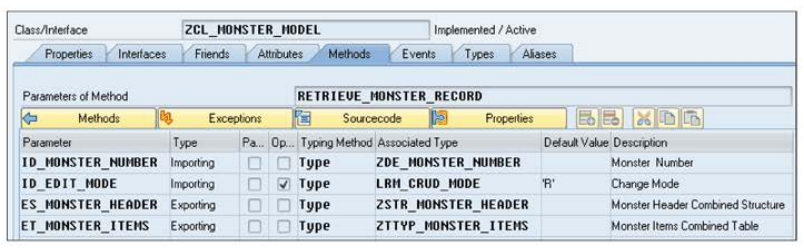 Class/Interface ZCL_MONSTER_MODEL Implemented / Active
Properties Interfaces Friends Attributes Methods Events Types Aliases
Parameters of Method RETRIEVE_MONSTER_RECORD
Methods Exceptions Sourcecode Properties
Parameter Type Pa... Op... Typing Method Associated Type Default Value Description
ID_MONSTER_NUMBER Importing Type ZDE_MONSTER_NUMBER Monster Number
ID_EDIT_MODE Importing Type LRM_CRUD_MODE 'R' Change Mode
ES_MONSTER_HEADER Exporting Type ZSTR_MONSTER_HEADER Monster Header Combined Structure
ET_MONSTER_ITEMS Exporting Type ZTTYP_MONSTER_ITEMS Monster Items Combined Table